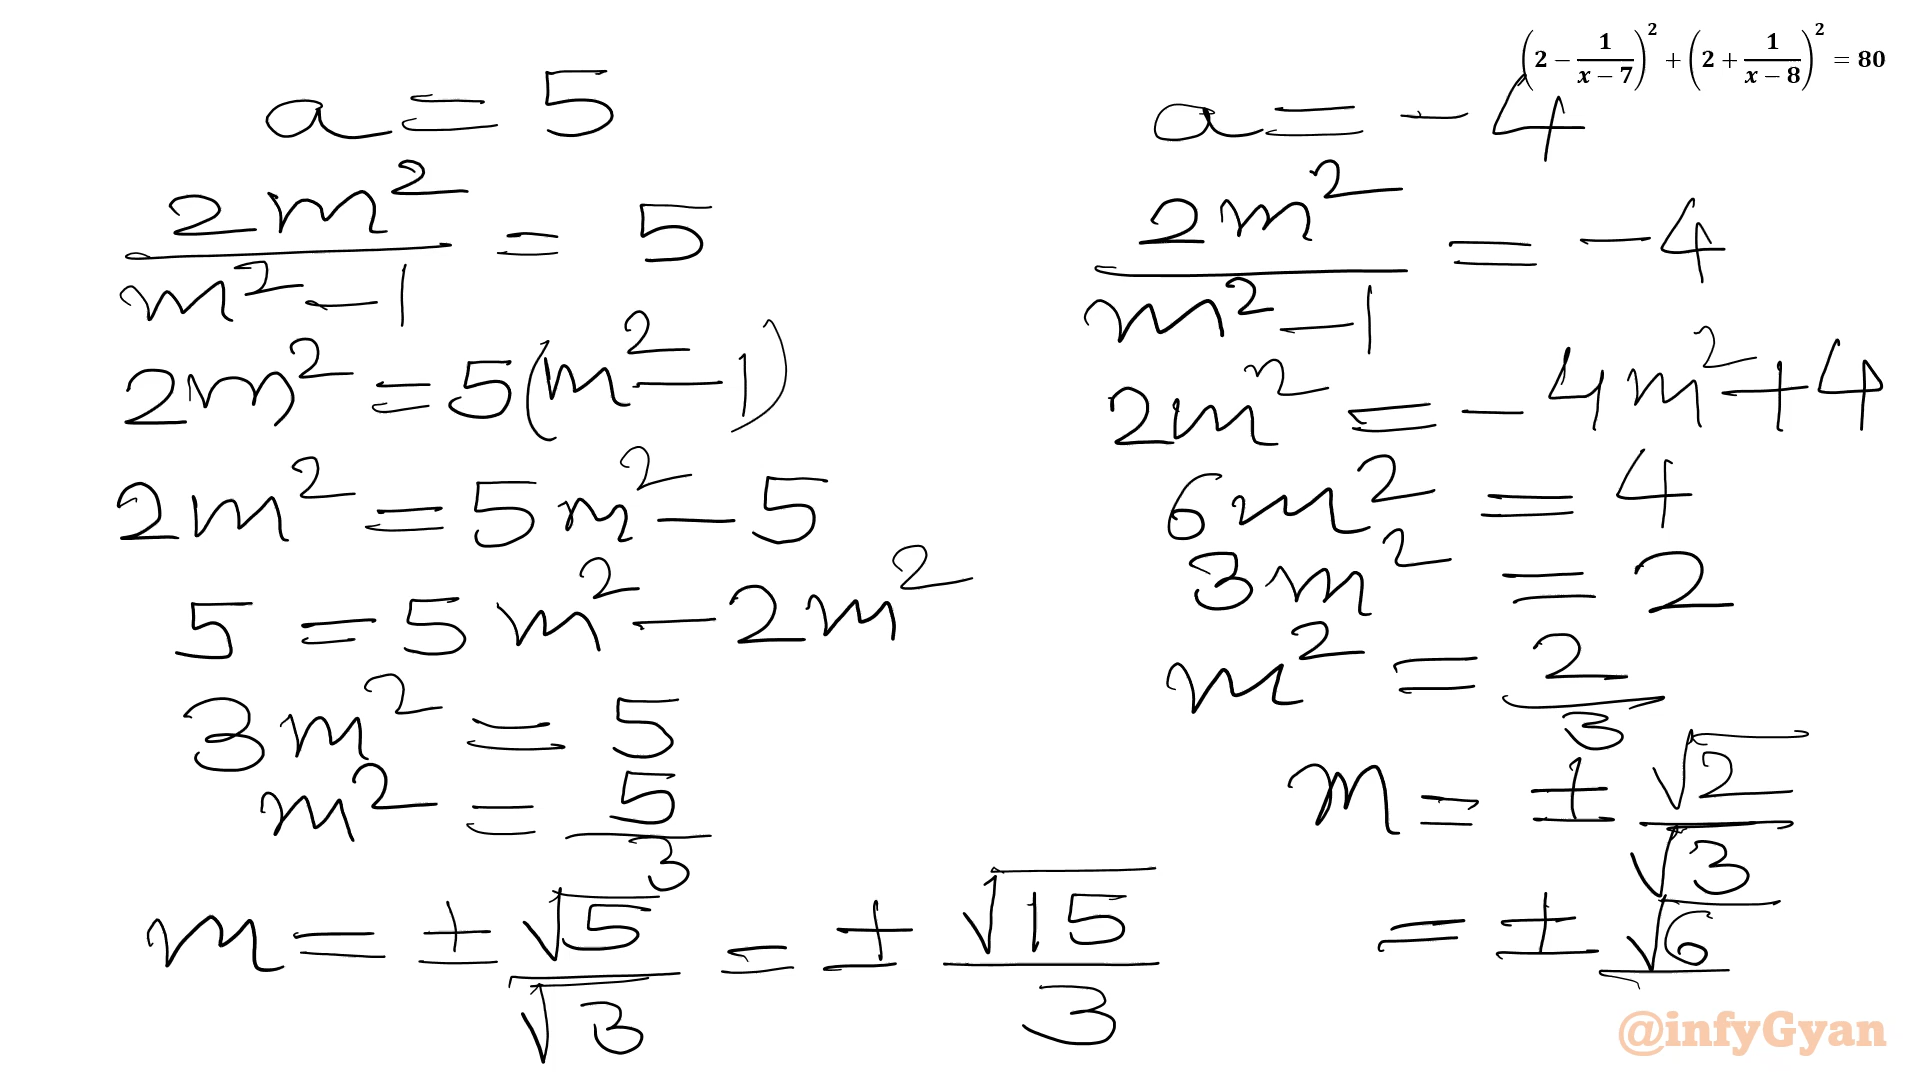 (2 − 1/(x − 7))² + (2 + 1/(x − 8))² = 80
a = 5
2m²/(m² − 1) = 5
2m² = 5(m² − 1)
2m² = 5m² − 5
5 = 5m² − 2m²
3m² = 5
m² = 5/3
m = ± √5/√3 = ± √15/3
a = −4
2m²/(m² − 1) = −4
2m² = −4m² + 4
6m² = 4
3m² = 2
m² = 2/3
m = ± √2/√3
= ± √6
@infyGyan